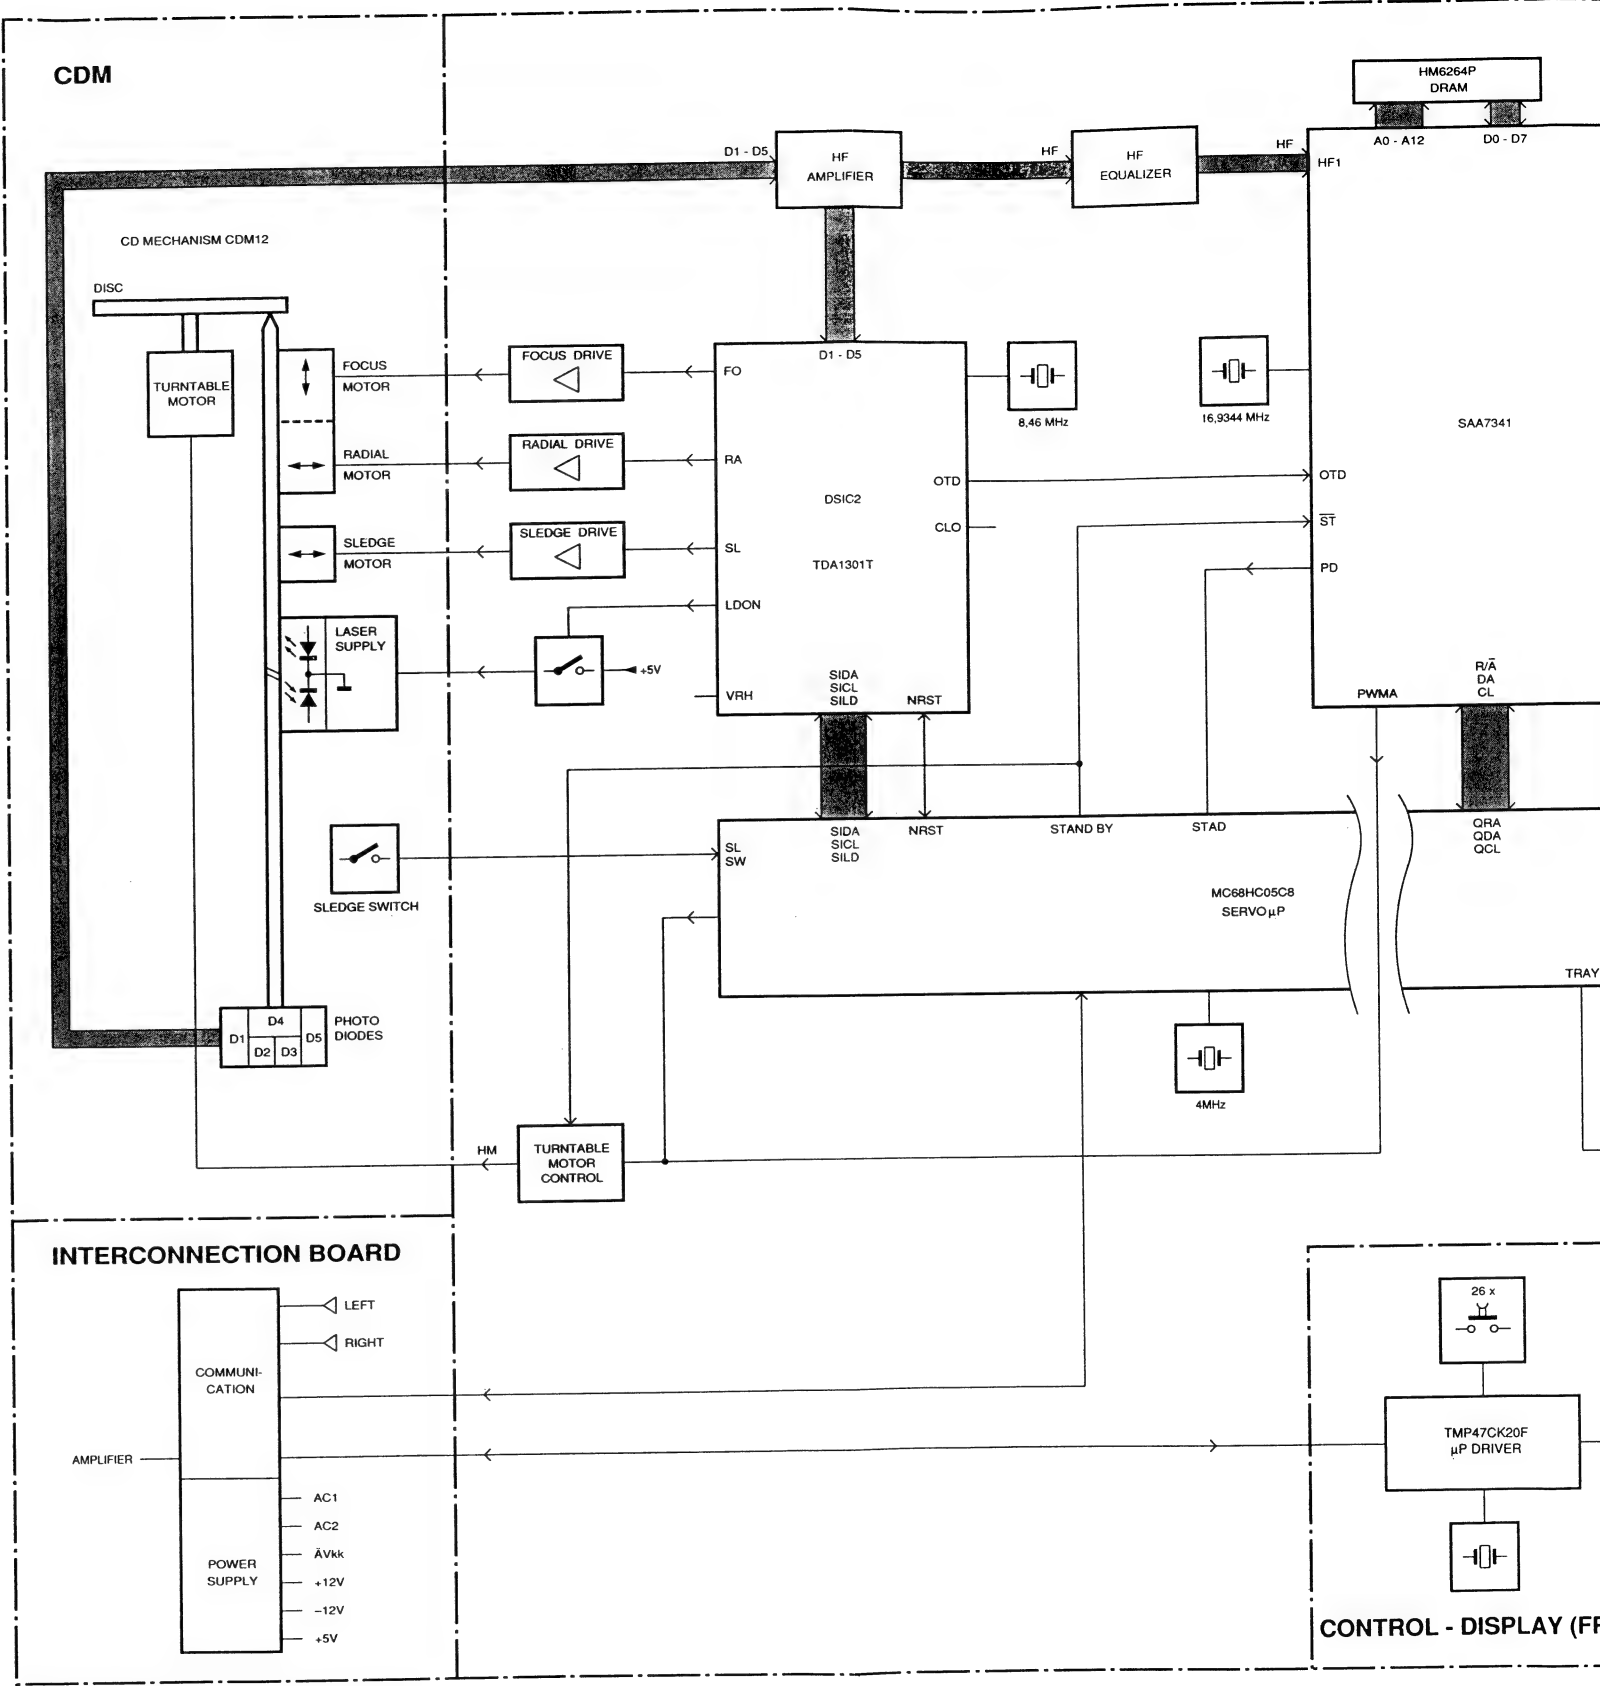 CDM
HM6264P
DRAM
A0 - A12
D0 - D7
D1 - D5
HF
AMPLIFIER
HF
HF
EQUALIZER
HF
HF1
CD MECHANISM CDM12
DISC
TURNTABLE
MOTOR
FOCUS
MOTOR
RADIAL
MOTOR
SLEDGE
MOTOR
LASER
SUPPLY
FOCUS DRIVE
RADIAL DRIVE
SLEDGE DRIVE
+5V
D1 - D5
FO
RA
SL
LDON
VRH
DSIC2
TDA1301T
OTD
CLO
SIDA
SICL
SILD
NRST
8,46 MHz
16,9344 MHz
SAA7341
OTD
ST
PD
PWMA
R/A̅
DA
CL
SLEDGE SWITCH
SL
SW
SIDA
SICL
SILD
NRST
STAND BY
STAD
QRA
QDA
QCL
MC68HC05C8
SERVO µP
TRAY
4MHz
D1
D4
D2
D3
D5
PHOTO
DIODES
HM
TURNTABLE
MOTOR
CONTROL
INTERCONNECTION BOARD
LEFT
RIGHT
COMMUNI-
CATION
AMPLIFIER
POWER
SUPPLY
AC1
AC2
ÄVkk
+12V
–12V
+5V
26 x
TMP47CK20F
µP DRIVER
CONTROL - DISPLAY (FR